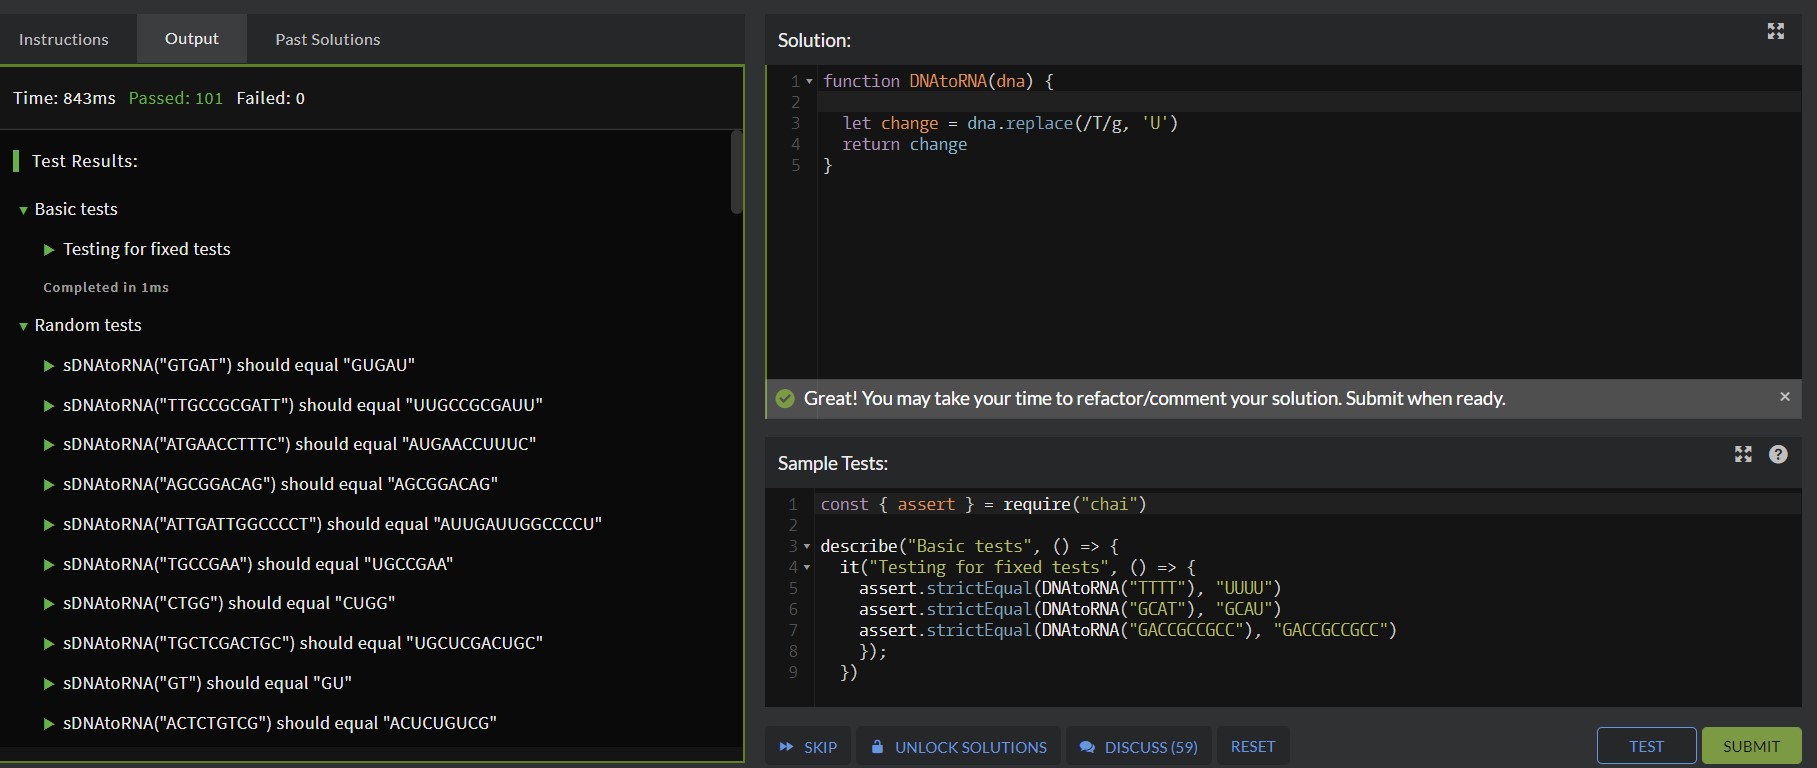 Instructions
Output
Past Solutions
Time: 843ms Passed: 101 Failed: 0
Test Results:
Basic tests
Testing for fixed tests
Completed in 1ms
Random tests
sDNAtoRNA("GTGAT") should equal "GUGAU"
sDNAtoRNA("TTGCCGCGATT") should equal "UUGCCGCGAUU"
sDNAtoRNA("ATGAACCTTTC") should equal "AUGAACCUUUC"
sDNAtoRNA("AGCGGACAG") should equal "AGCGGACAG"
sDNAtoRNA("ATTGATTGGCCCCT") should equal "AUUGAUUGGCCCCU"
sDNAtoRNA("TGCCGAA") should equal "UGCCGAA"
sDNAtoRNA("CTGG") should equal "CUGG"
sDNAtoRNA("TGCTCGACTGC") should equal "UGCUCGACUGC"
sDNAtoRNA("GT") should equal "GU"
sDNAtoRNA("ACTCTGTCG") should equal "ACUCUGUCG"
Solution:
1 function DNAtoRNA(dna) {
2
3 let change = dna.replace(/T/g, 'U')
4 return change
5 }
Great! You may take your time to refactor/comment your solution. Submit when ready.
Sample Tests:
1 const { assert } = require("chai")
2
3 describe("Basic tests", () => {
4 it("Testing for fixed tests", () => {
5 assert.strictEqual(DNAtoRNA("TTTT"), "UUUU")
6 assert.strictEqual(DNAtoRNA("GCAT"), "GCAU")
7 assert.strictEqual(DNAtoRNA("GACCGCCGCC"), "GACCGCCGCC")
8 });
9 })
SKIP
UNLOCK SOLUTIONS
DISCUSS (59)
RESET
TEST
SUBMIT